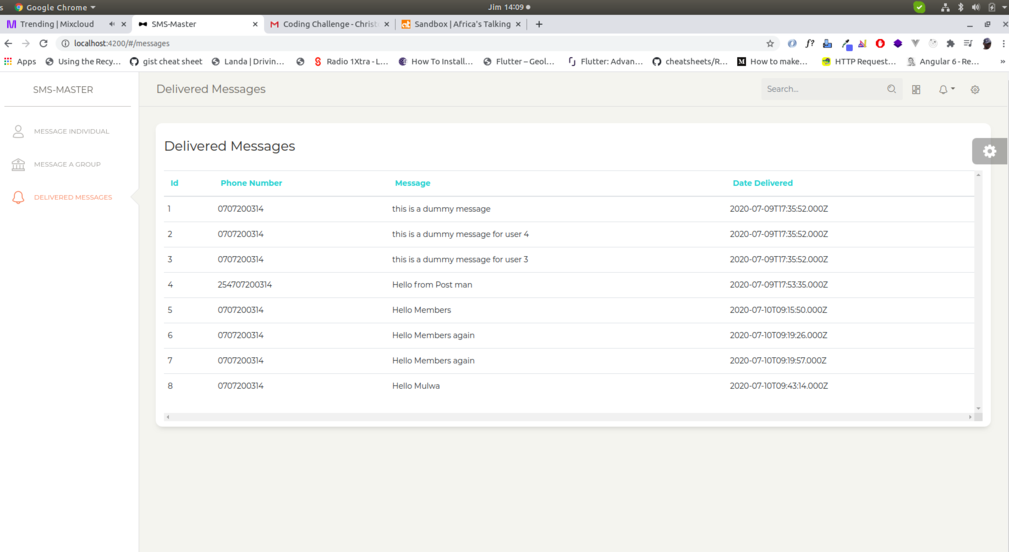 s Google Chrome Jim 14:09
Trending | Mixcloud SMS-Master Coding Challenge - Chris Sandbox | Africa's Talking
localhost:4200/#/messages
Apps Using the Recy... gist cheat sheet Landa | Drivin... Radio 1Xtra - L... How To Install... Flutter – Geol... Flutter: Advan... cheatsheets/R... How to make... HTTP Request... Angular 6 - Re... »
SMS-MASTER
MESSAGE INDIVIDUAL
MESSAGE A GROUP
DELIVERED MESSAGES
Delivered Messages Search...
Delivered Messages
Id Phone Number Message Date Delivered
1 0707200314 this is a dummy message 2020-07-09T17:35:52.000Z
2 0707200314 this is a dummy message for user 4 2020-07-09T17:35:52.000Z
3 0707200314 this is a dummy message for user 3 2020-07-09T17:35:52.000Z
4 254707200314 Hello from Post man 2020-07-09T17:53:35.000Z
5 0707200314 Hello Members 2020-07-10T09:15:50.000Z
6 0707200314 Hello Members again 2020-07-10T09:19:26.000Z
7 0707200314 Hello Members again 2020-07-10T09:19:57.000Z
8 0707200314 Hello Mulwa 2020-07-10T09:43:14.000Z